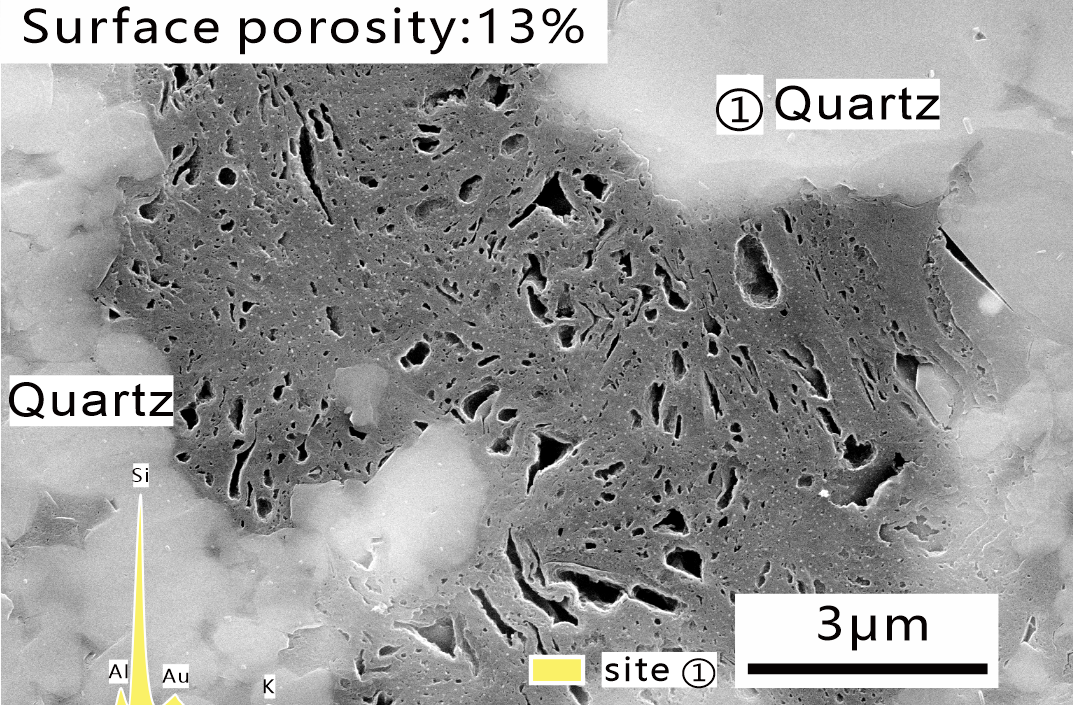 Surface porosity:13%
① Quartz
Quartz
Si
Al
Au
K
site ①
3μm